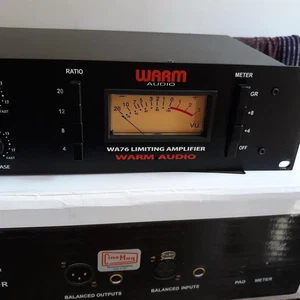 RATIO
WARM
AUDIO
METER
20
12
8
4
GR
+8
+4
OFF
VU
WA76 LIMITING AMPLIFIER
WARM AUDIO
BALANCED OUTPUTS
BALANCED INPUTS
PAD
METER